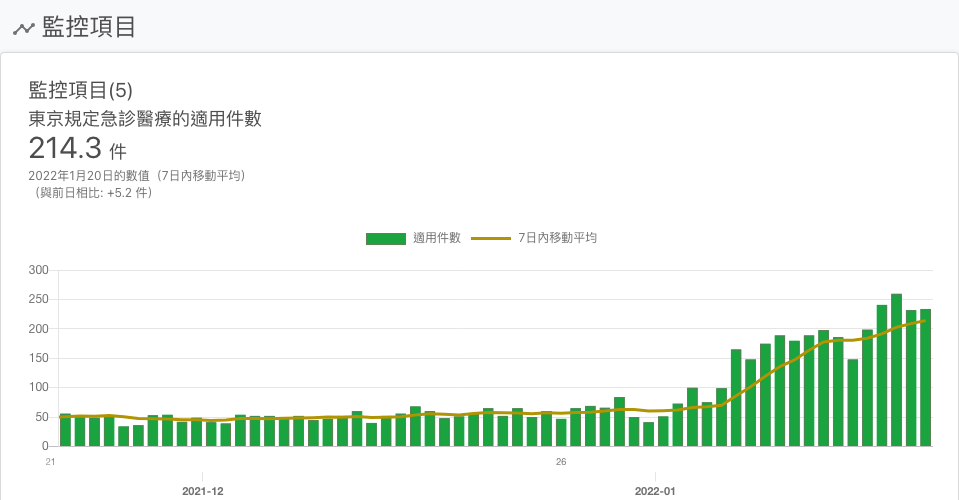 監控項目
監控項目(5)
東京規定急診醫療的適用件數
214.3 件
2022年1月20日的數值（7日內移動平均）
（與前日相比: +5.2 件）
適用件數 7日內移動平均
300
250
200
150
100
50
0
21 26
2021-12 2022-01